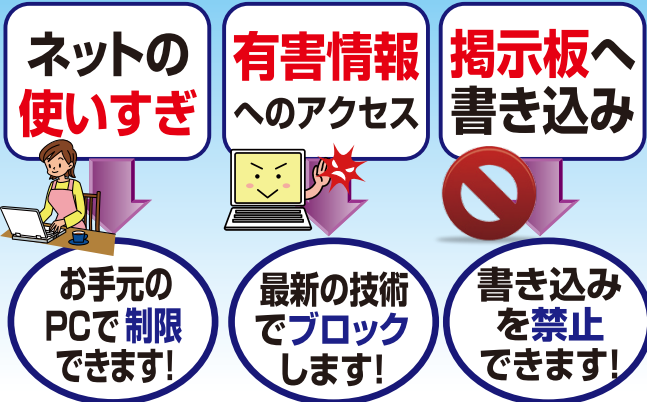 ネットの
使いすぎ
有害情報
へのアクセス
掲示板へ
書き込み
お手元の
PCで制限
できます!
最新の技術
でブロック
します!
書き込み
を禁止
できます!